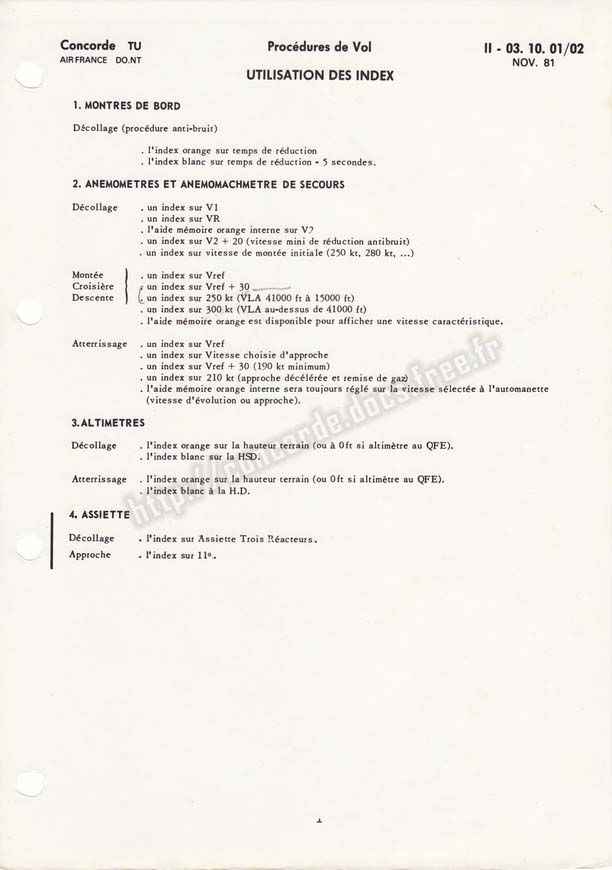 Concorde TU
AIR FRANCE DO.NT
Procédures de Vol
UTILISATION DES INDEX
II - 03. 10. 01/02
NOV. 81
1. MONTRES DE BORD
Décollage (procédure anti-bruit)
. l'index orange sur temps de réduction
. l'index blanc sur temps de réduction - 5 secondes.
2. ANEMOMETRES ET ANEMOMACHMETRE DE SECOURS
Décollage . un index sur V1
. un index sur VR
. l'aide mémoire orange interne sur V2
. un index sur V2 + 20 (vitesse mini de réduction antibruit)
. un index sur vitesse de montée initiale (250 kt, 280 kt, ...)
Montée . un index sur Vref
Croisière . un index sur Vref + 30
Descente . un index sur 250 kt (VLA 41000 ft à 15000 ft)
. un index sur 300 kt (VLA au-dessus de 41000 ft)
. l'aide mémoire orange est disponible pour afficher une vitesse caractéristique.
Atterrissage . un index sur Vref
. un index sur Vitesse choisie d'approche
. un index sur Vref + 30 (190 kt minimum)
. un index sur 210 kt (approche décélérée et remise de gaz)
. l'aide mémoire orange interne sera toujours réglé sur la vitesse sélectée à l'automanette
(vitesse d'évolution ou approche).
3.ALTIMETRES
Décollage . l'index orange sur la hauteur terrain (ou à 0ft si altimètre au QFE).
. l'index blanc sur la HSD.
Atterrissage . l'index orange sur la hauteur terrain (ou 0ft si altimètre au QFE).
. l'index blanc à la H.D.
4. ASSIETTE
Décollage . l'index sur Assiette Trois Réacteurs.
Approche . l'index sur 11°.
http://concorde.docs.free.fr